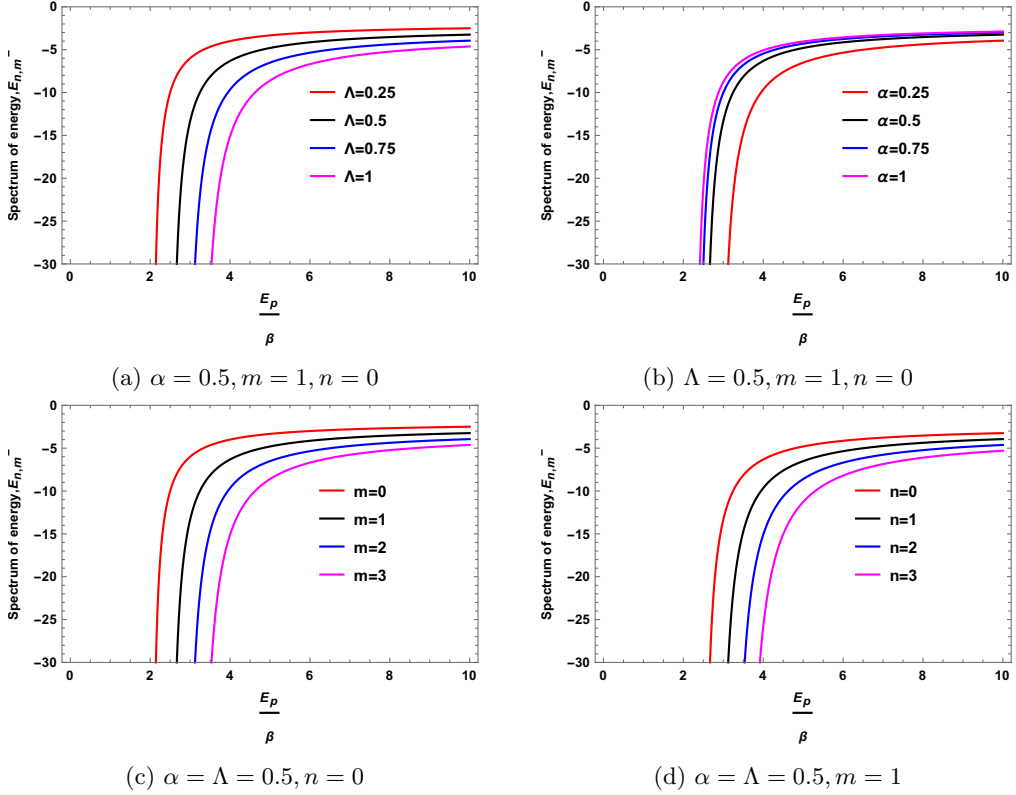 0
−5
−10
−15
−20
−25
−30
Spectrum of energy, E_{n,m}^−
Λ=0.25
Λ=0.5
Λ=0.75
Λ=1
0 2 4 6 8 10
E_p
β
(a) α = 0.5, m = 1, n = 0
0
−5
−10
−15
−20
−25
−30
Spectrum of energy, E_{n,m}^−
α=0.25
α=0.5
α=0.75
α=1
0 2 4 6 8 10
E_p
β
(b) Λ = 0.5, m = 1, n = 0
0
−5
−10
−15
−20
−25
−30
Spectrum of energy, E_{n,m}^−
m=0
m=1
m=2
m=3
0 2 4 6 8 10
E_p
β
(c) α = Λ = 0.5, n = 0
0
−5
−10
−15
−20
−25
−30
Spectrum of energy, E_{n,m}^−
n=0
n=1
n=2
n=3
0 2 4 6 8 10
E_p
β
(d) α = Λ = 0.5, m = 1